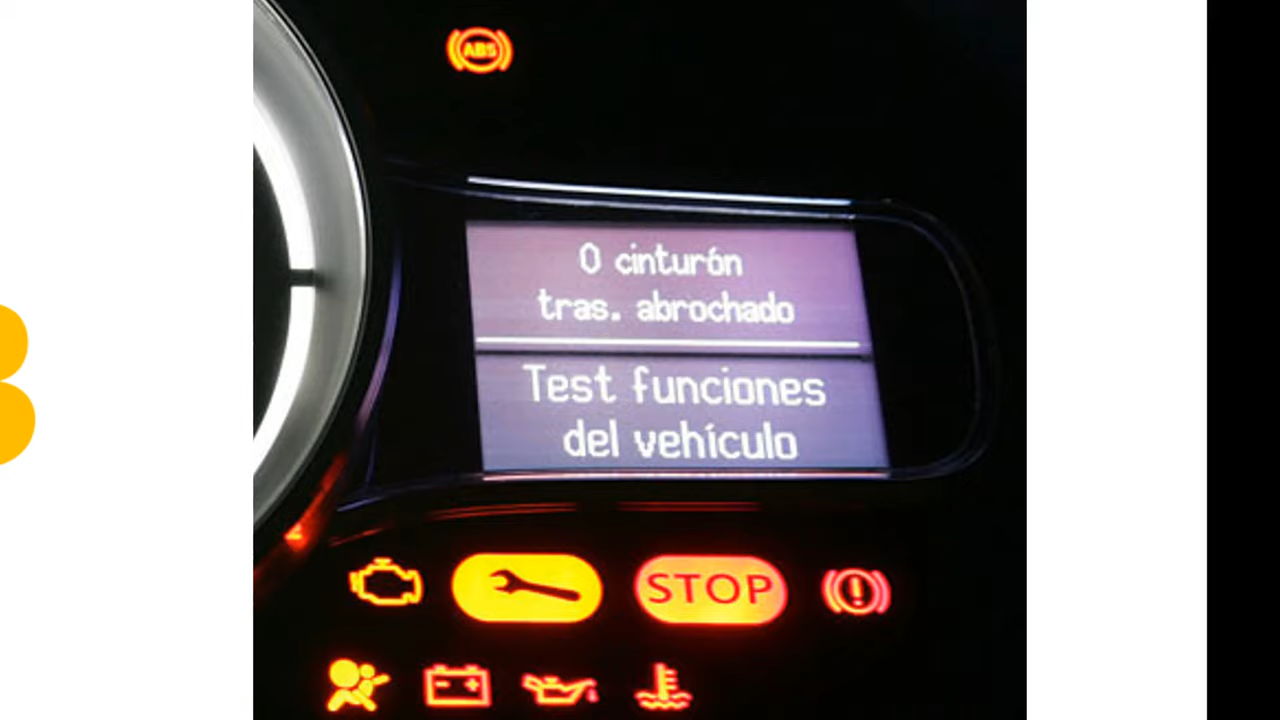 ABS
0 cinturón
tras. abrochado
Test funciones
del vehículo
STOP